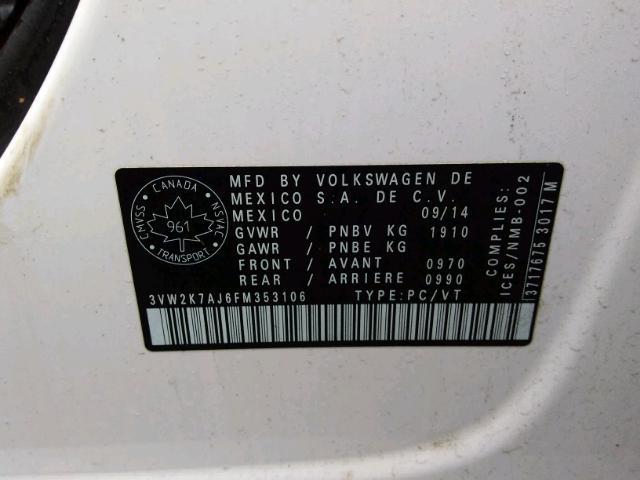 CANADA
CMVSS
NSVAC
961
TRANSPORT
MFD BY VOLKSWAGEN DE
MEXICO S.A. DE C.V.
MEXICO 09/14
GVWR / PNBV KG 1910
GAWR / PNBE KG
FRONT / AVANT 0970
REAR / ARRIERE 0990
3VW2K7AJ6FM353106 TYPE:PC/VT
COMPLIES:
ICES/NMB-002
3717675 3017 M